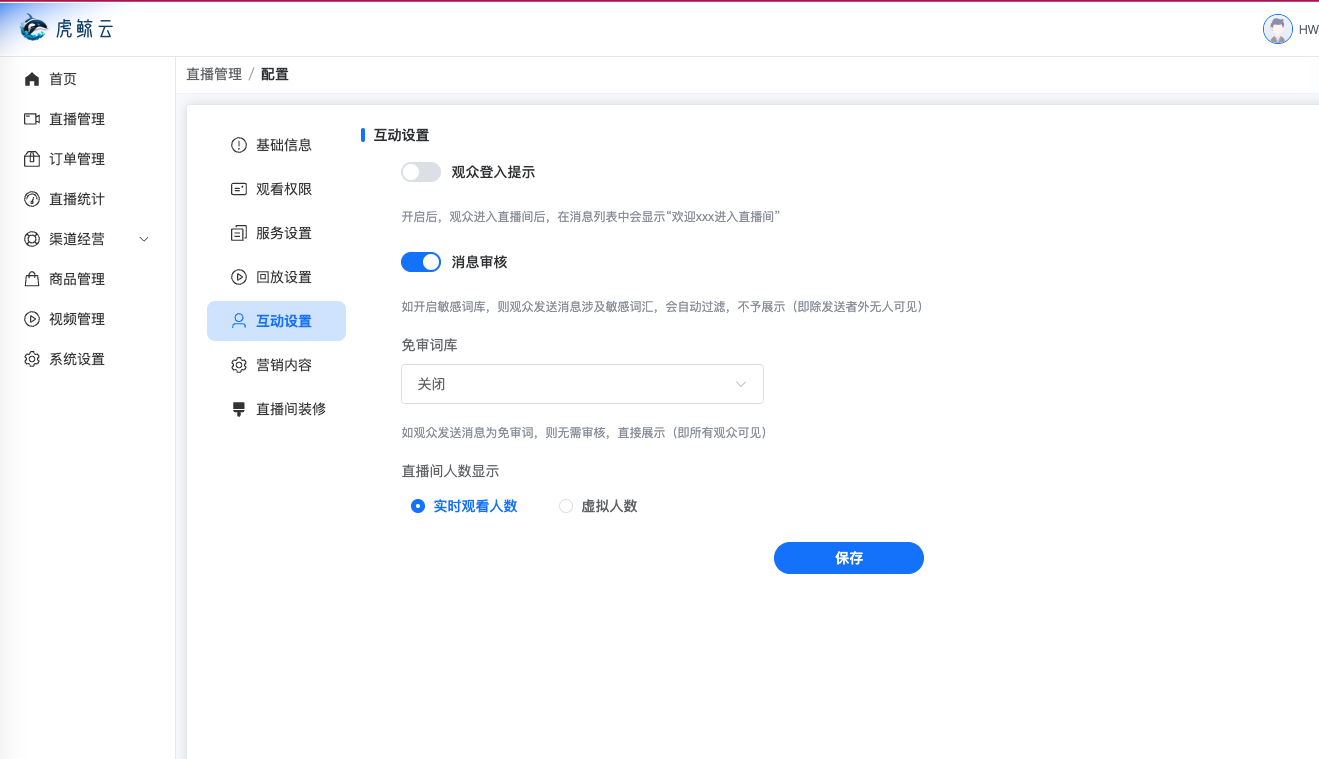 虎鲸云
HW
首页
直播管理
订单管理
直播统计
渠道经营
商品管理
视频管理
系统设置
直播管理 / 配置
基础信息
观看权限
服务设置
回放设置
互动设置
营销内容
直播间装修
互动设置
观众登入提示
开启后，观众进入直播间后，在消息列表中会显示“欢迎xxx进入直播间”
消息审核
如开启敏感词库，则观众发送消息涉及敏感词汇，会自动过滤，不予展示（即除发送者外无人可见）
免审词库
关闭
如观众发送消息为免审词，则无需审核，直接展示（即所有观众可见）
直播间人数显示
实时观看人数 虚拟人数
保存